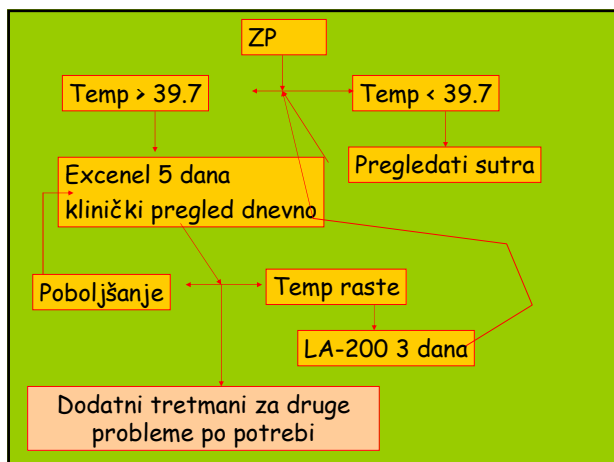 ZP
Temp > 39.7
Temp < 39.7
Excenel 5 dana
klinički pregled dnevno
Pregledati sutra
Poboljšanje
Temp raste
LA-200 3 dana
Dodatni tretmani za druge
probleme po potrebi